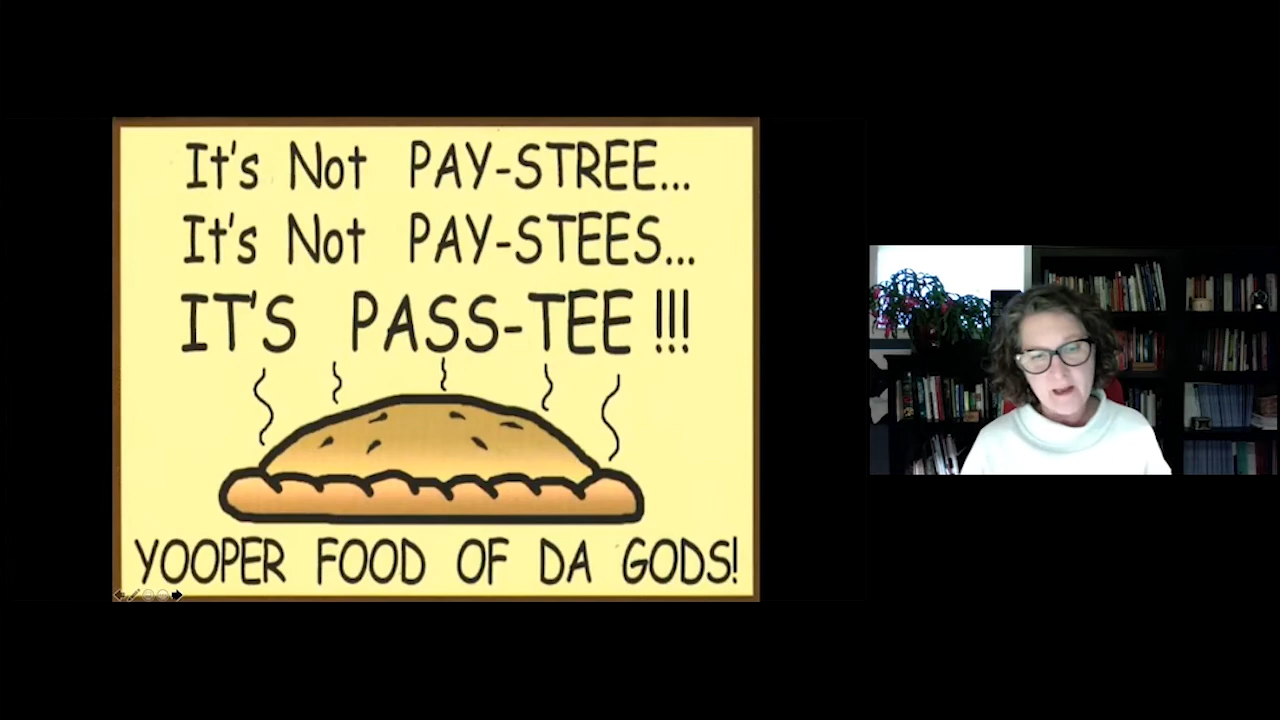 It's Not PAY-STREE...
It's Not PAY-STEES...
IT'S PASS-TEE !!!
YOOPER FOOD OF DA GODS!